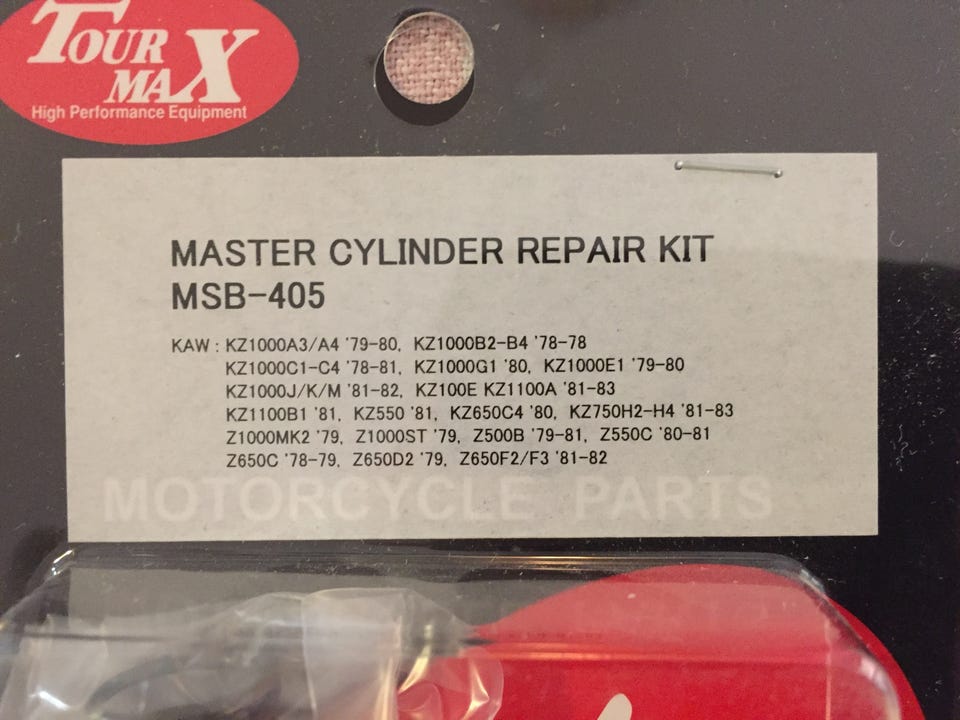 TOUR MAX
High Performance Equipment
MASTER CYLINDER REPAIR KIT
MSB-405
KAW : KZ1000A3/A4 '79-80, KZ1000B2-B4 '78-78
KZ1000C1-C4 '78-81, KZ1000G1 '80, KZ1000E1 '79-80
KZ1000J/K/M '81-82, KZ100E KZ1100A '81-83
KZ1100B1 '81, KZ550 '81, KZ650C4 '80, KZ750H2-H4 '81-83
Z1000MK2 '79, Z1000ST '79, Z500B '79-81, Z550C '80-81
Z650C '78-79, Z650D2 '79, Z650F2/F3 '81-82
MOTORCYCLE PARTS